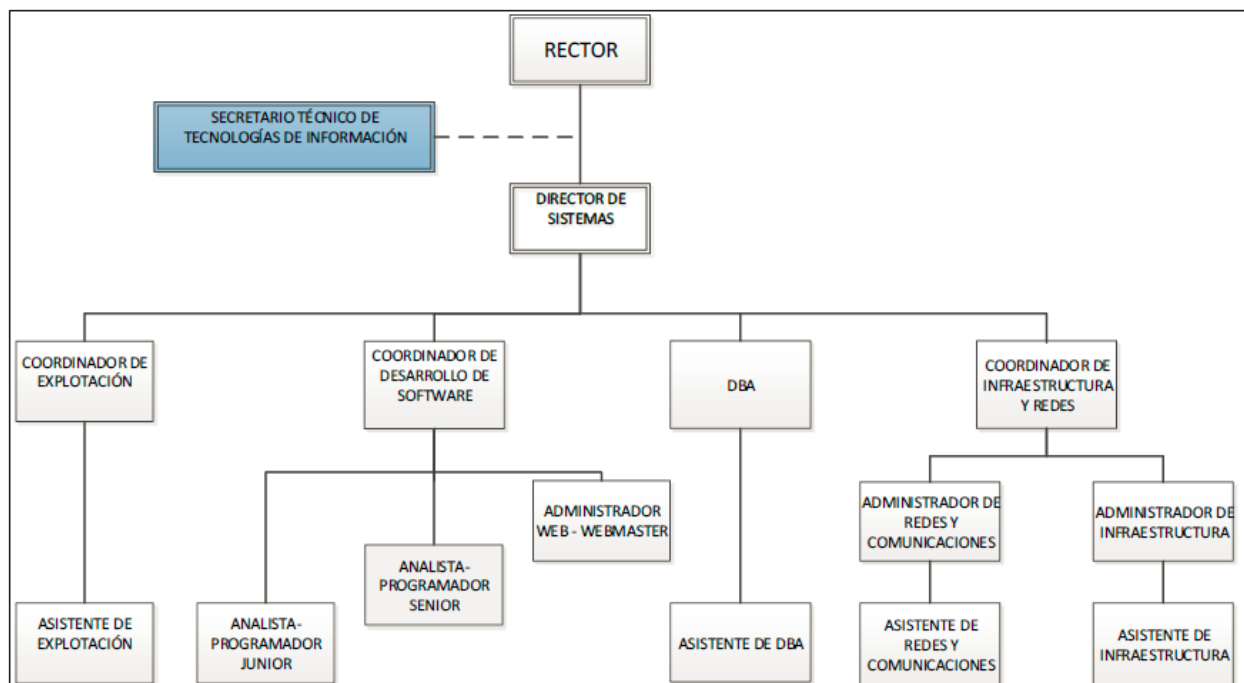 RECTOR
SECRETARIO TÉCNICO DE
TECNOLOGÍAS DE INFORMACIÓN
DIRECTOR DE
SISTEMAS
COORDINADOR DE
EXPLOTACIÓN
COORDINADOR DE
DESARROLLO DE
SOFTWARE
DBA
COORDINADOR DE
INFRAESTRUCTURA
Y REDES
ADMINISTRADOR
WEB - WEBMASTER
ADMINISTRADOR DE
REDES Y
COMUNICACIONES
ADMINISTRADOR DE
INFRAESTRUCTURA
ANALISTA-
PROGRAMADOR
SENIOR
ASISTENTE DE
EXPLOTACIÓN
ANALISTA-
PROGRAMADOR
JUNIOR
ASISTENTE DE DBA
ASISTENTE DE
REDES Y
COMUNICACIONES
ASISTENTE DE
INFRAESTRUCTURA